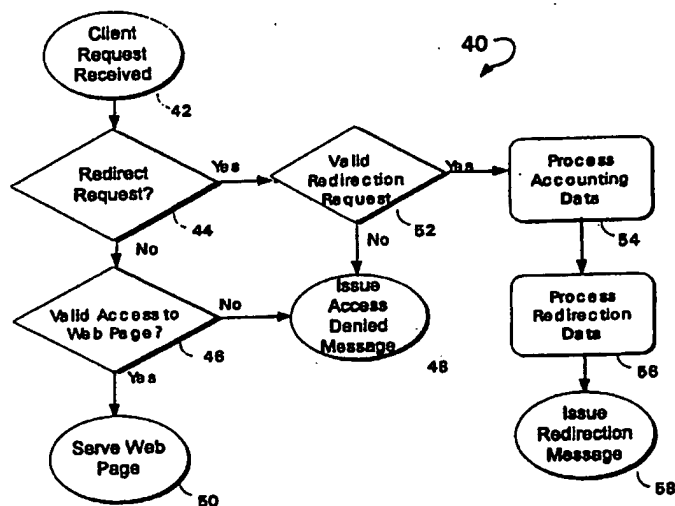 Client
Request
Received
42
40
Redirect
Request?
44
Yes
No
Valid
Redirection
Request
52
Yes
No
Process
Accounting
Data
54
Valid Access to
Web Page?
46
No
Yes
Issue
Access
Denied
Message
48
Process
Redirection
Data
56
Serve Web
Page
50
Issue
Redirection
Message
58